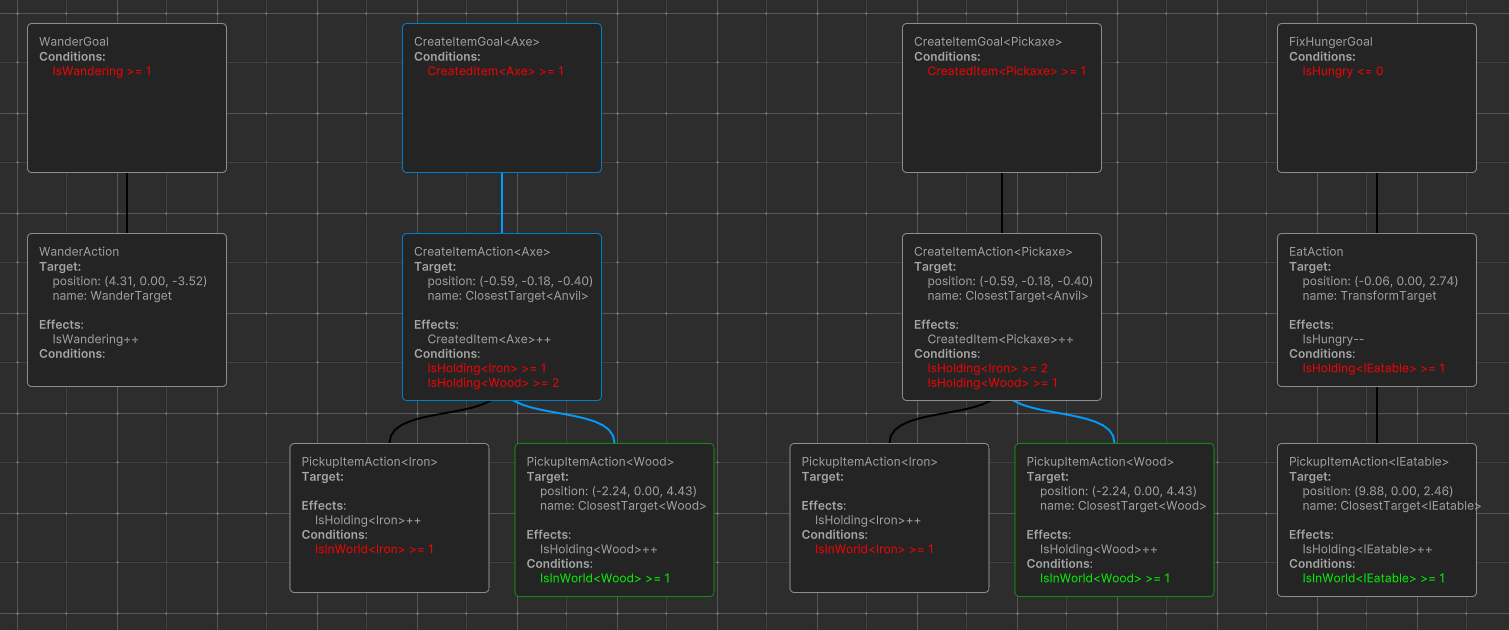 WanderGoal
Conditions:
IsWandering >= 1
CreateItemGoal<Axe>
Conditions:
CreatedItem<Axe> >= 1
CreateItemGoal<Pickaxe>
Conditions:
CreatedItem<Pickaxe> >= 1
FixHungerGoal
Conditions:
IsHungry <= 0
WanderAction
Target:
position: (4.31, 0.00, -3.52)
name: WanderTarget
Effects:
IsWandering++
Conditions:
CreateItemAction<Axe>
Target:
position: (-0.59, -0.18, -0.40)
name: ClosestTarget<Anvil>
Effects:
CreatedItem<Axe>++
Conditions:
IsHolding<Iron> >= 1
IsHolding<Wood> >= 2
CreateItemAction<Pickaxe>
Target:
position: (-0.59, -0.18, -0.40)
name: ClosestTarget<Anvil>
Effects:
CreatedItem<Pickaxe>++
Conditions:
IsHolding<Iron> >= 2
IsHolding<Wood> >= 1
EatAction
Target:
position: (-0.06, 0.00, 2.74)
name: TransformTarget
Effects:
IsHungry--
Conditions:
IsHolding<IEatable> >= 1
PickupItemAction<Iron>
Target:
Effects:
IsHolding<Iron>++
Conditions:
IsInWorld<Iron> >= 1
PickupItemAction<Wood>
Target:
position: (-2.24, 0.00, 4.43)
name: ClosestTarget<Wood>
Effects:
IsHolding<Wood>++
Conditions:
IsInWorld<Wood> >= 1
PickupItemAction<Iron>
Target:
Effects:
IsHolding<Iron>++
Conditions:
IsInWorld<Iron> >= 1
PickupItemAction<Wood>
Target:
position: (-2.24, 0.00, 4.43)
name: ClosestTarget<Wood>
Effects:
IsHolding<Wood>++
Conditions:
IsInWorld<Wood> >= 1
PickupItemAction<IEatable>
Target:
position: (9.88, 0.00, 2.46)
name: ClosestTarget<IEatable>
Effects:
IsHolding<IEatable>++
Conditions:
IsInWorld<IEatable> >= 1